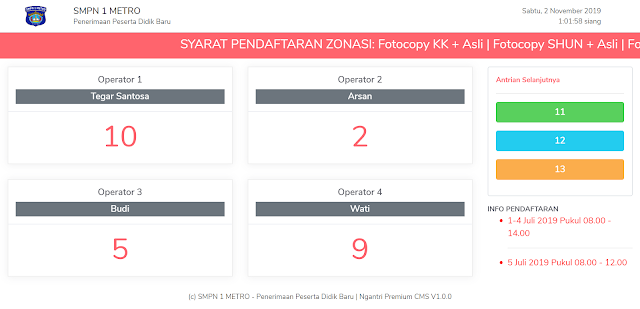 SMPN 1 METRO
Penerimaan Peserta Didik Baru
Sabtu, 2 November 2019
1:01:58 siang
SYARAT PENDAFTARAN ZONASI: Fotocopy KK + Asli | Fotocopy SHUN + Asli | Fo
Operator 1
Tegar Santosa
10
Operator 2
Arsan
2
Operator 3
Budi
5
Operator 4
Wati
9
Antrian Selanjutnya
11
12
13
INFO PENDAFTARAN
1-4 Juli 2019 Pukul 08.00 -
14.00
5 Juli 2019 Pukul 08.00 - 12.00
(c) SMPN 1 METRO - Penerimaan Peserta Didik Baru | Ngantri Premium CMS V1.0.0